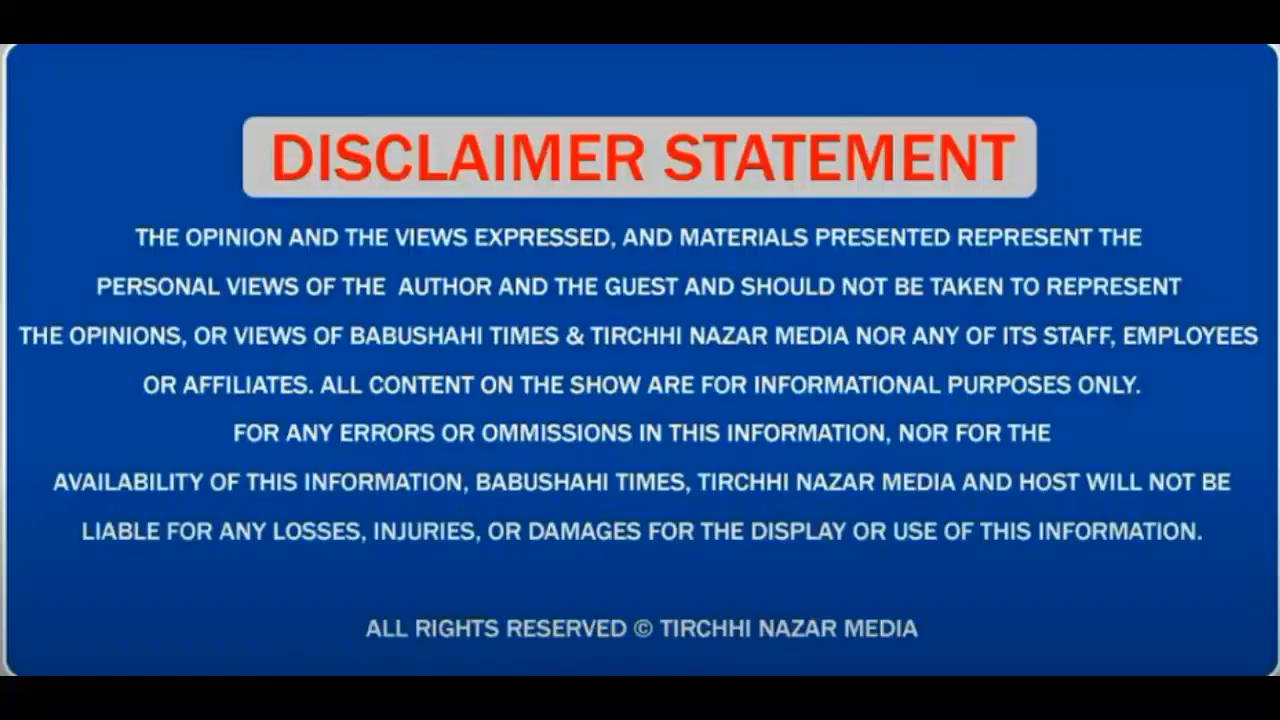 DISCLAIMER STATEMENT
THE OPINION AND THE VIEWS EXPRESSED, AND MATERIALS PRESENTED REPRESENT THE
PERSONAL VIEWS OF THE AUTHOR AND THE GUEST AND SHOULD NOT BE TAKEN TO REPRESENT
THE OPINIONS, OR VIEWS OF BABUSHAHI TIMES & TIRCHHI NAZAR MEDIA NOR ANY OF ITS STAFF, EMPLOYEES
OR AFFILIATES. ALL CONTENT ON THE SHOW ARE FOR INFORMATIONAL PURPOSES ONLY.
FOR ANY ERRORS OR OMMISSIONS IN THIS INFORMATION, NOR FOR THE
AVAILABILITY OF THIS INFORMATION, BABUSHAHI TIMES, TIRCHHI NAZAR MEDIA AND HOST WILL NOT BE
LIABLE FOR ANY LOSSES, INJURIES, OR DAMAGES FOR THE DISPLAY OR USE OF THIS INFORMATION.
ALL RIGHTS RESERVED © TIRCHHI NAZAR MEDIA